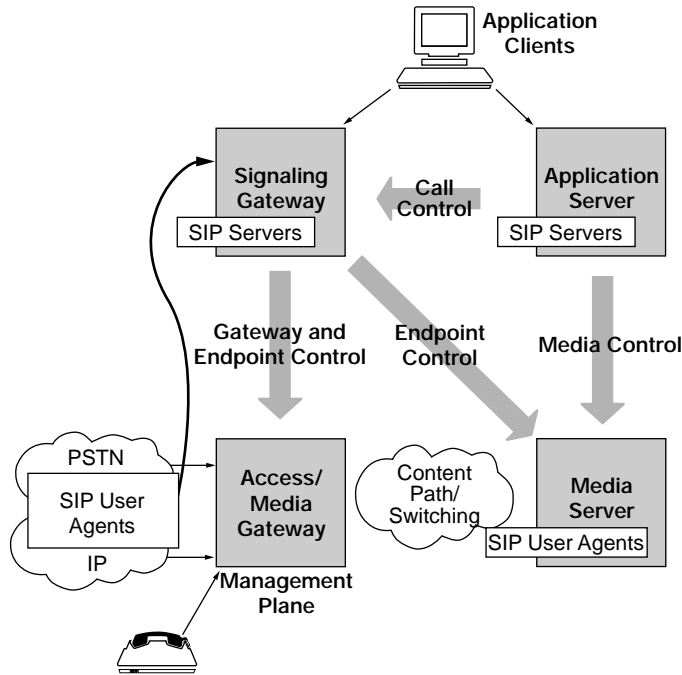 Application
Clients
Signaling
Gateway
SIP Servers
Call
Control
Application
Server
SIP Servers
Gateway and
Endpoint Control
Endpoint
Control
Media Control
PSTN
SIP User
Agents
IP
Access/
Media
Gateway
Management
Plane
Content
Path/
Switching
Media
Server
SIP User Agents